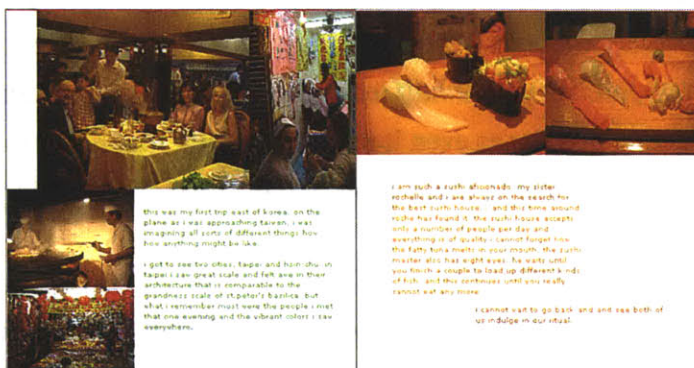 this was my first trip east of korea. on the
plane as i was approaching taiwan, i was
imagining all sorts of different things how
how anything might be like.
i got to see two cities, taipei and hsin-chu. in
taipei i saw great scale and felt awe in their
architecture that is comparable to the
grandness scale of st.peter's basilica. but
what i remember most were the people i met
that one evening and the vibrant colors i saw
everywhere.
i am such a sushi aficionado. my sister
rochelle and i are always on the search for
the best sushi house. and this time around
roche has found it. the sushi house accepts
only a number of people per day and
everything is of quality. i cannot forget how
the fatty tuna melts in your mouth. the sushi
master also has eight eyes. he waits until
you finish a couple to load up different kinds
of fish. and this continues until you really
cannot eat any more.
i cannot wait to go back and and see both of
us indulge in our ritual.